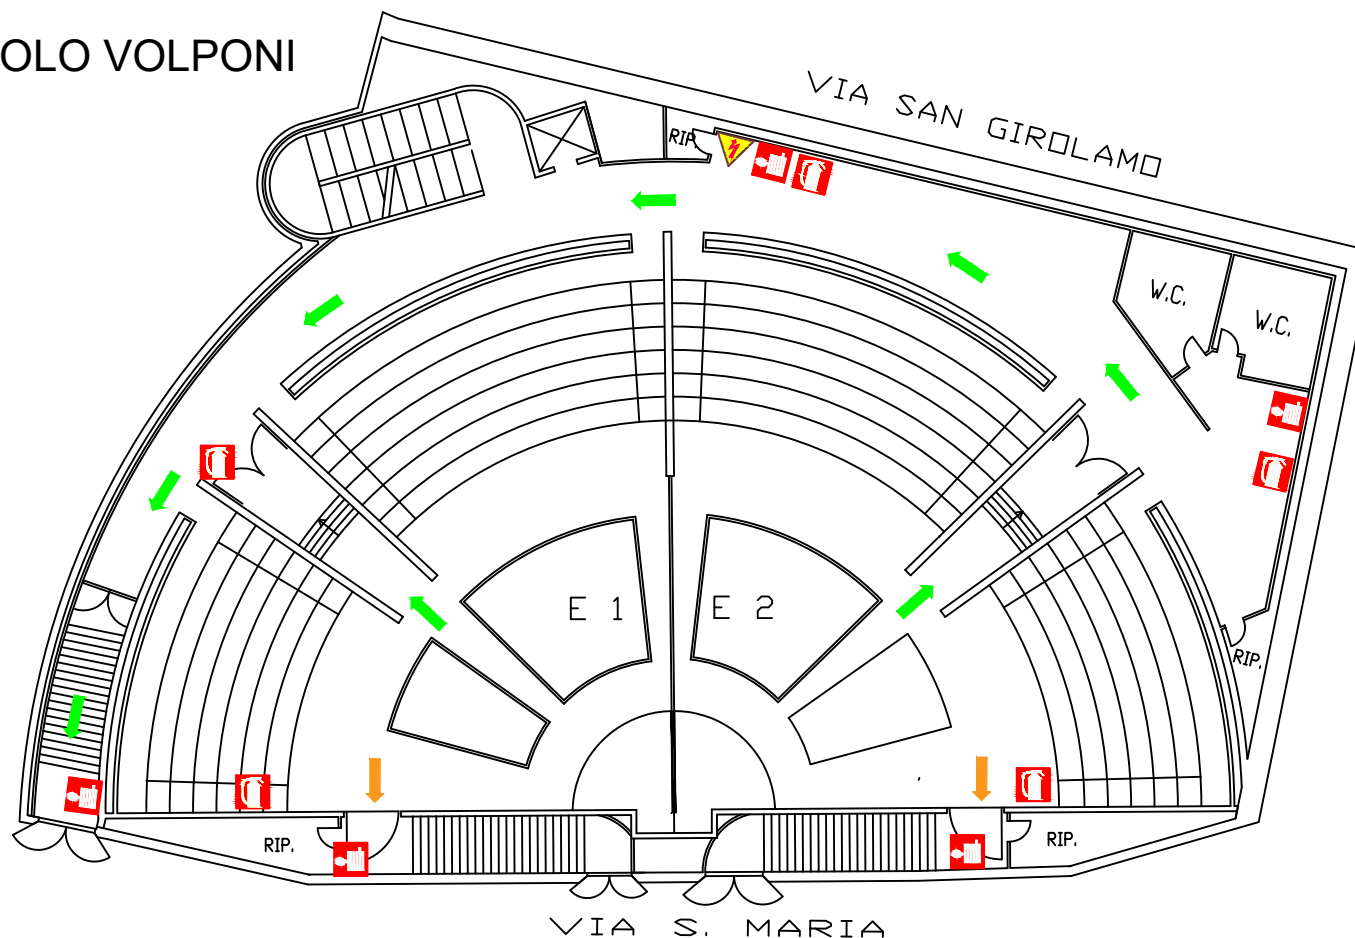 OLO VOLPONI
VIA SAN GIROLAMO
RIP.
W.C.
W.C.
E 1
E 2
RIP.
RIP.
RIP.
VIA S. MARIA